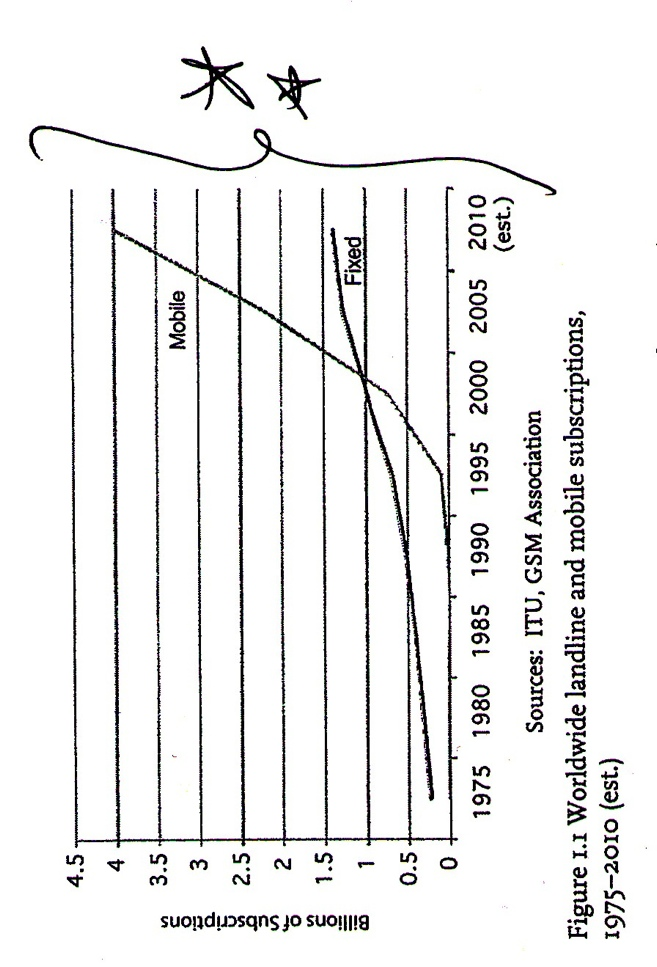 Billions of Subscriptions
4.5
4
3.5
3
2.5
2
1.5
1
0.5
0
Mobile
Fixed
1975 1980 1985 1990 1995 2000 2005 2010
(est.)
Sources: ITU, GSM Association
Figure 1.1 Worldwide landline and mobile subscriptions,
1975–2010 (est.)